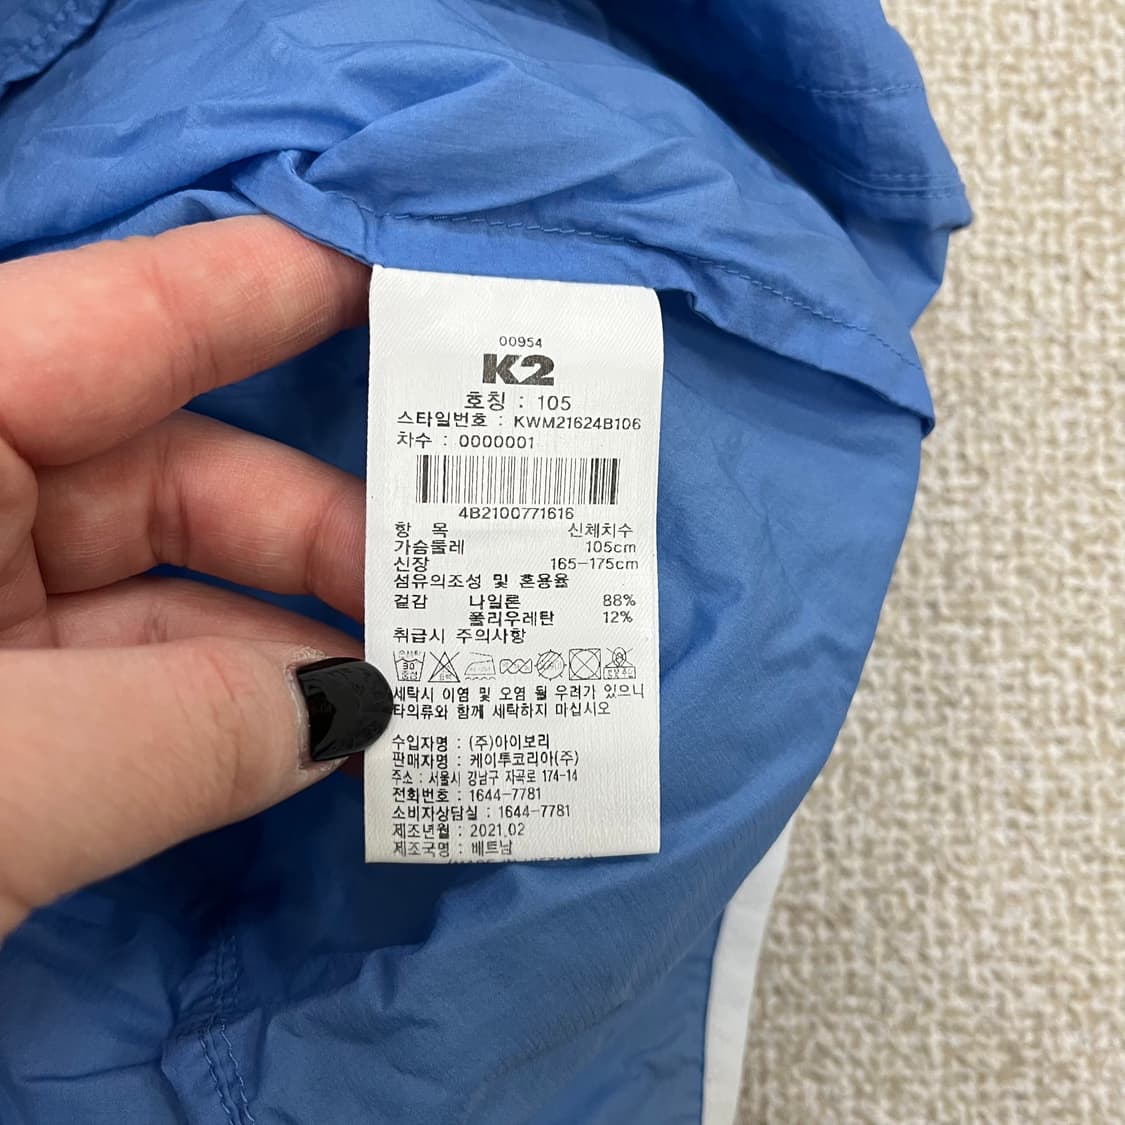 00954
K2
호칭 : 105
스타일번호 : KWM21624B106
차수 : 0000001
4B2100771616
항 목 신체치수
가슴둘레 105cm
신장 165-175cm
섬유의조성 및 혼용율
겉감 나일론 88%
폴리우레탄 12%
취급시 주의사항
30
중성
세탁시 이염 및 오염 될 우려가 있으니
타의류와 함께 세탁하지 마십시오
수입자명 : (주)아이보리
판매자명 : 케이투코리아(주)
주소 : 서울시 강남구 자곡로 174-14
전화번호 : 1644-7781
소비자상담실 : 1644-7781
제조년월 : 2021.02
제조국명 : 베트남
(MADE IN VIETNAM)